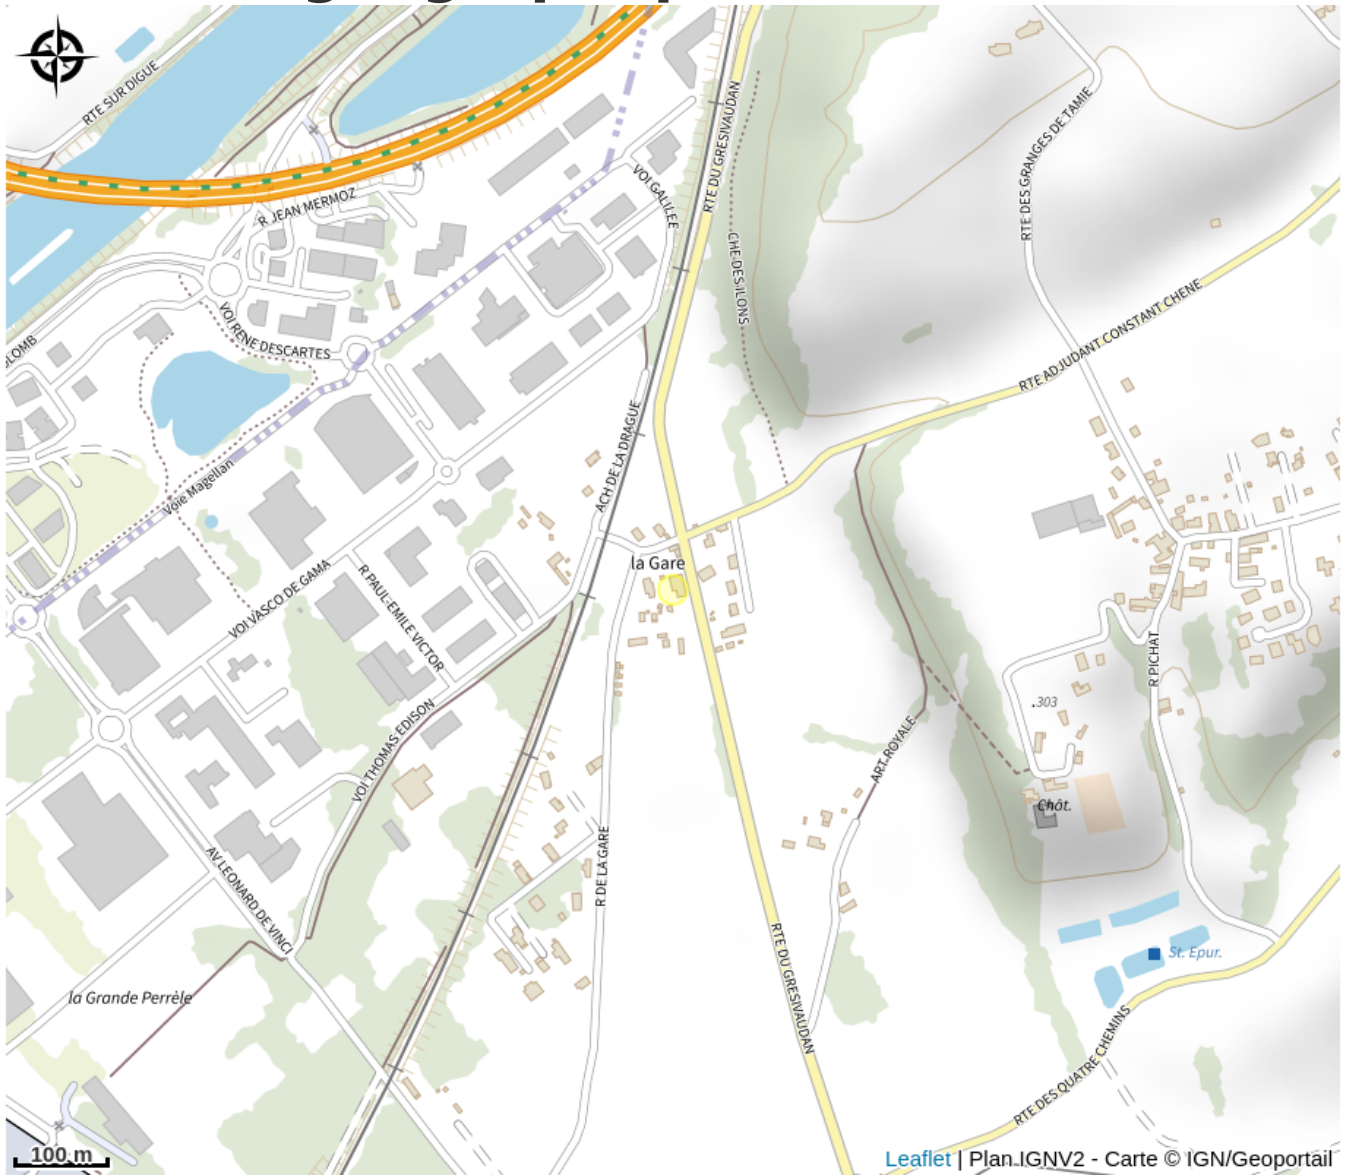 RTE SUR DIGUE
RTE DU GRESIVAUDAN
RTE DES GRANGES DE TAMIE
VOI GALILEE
R JEAN MERMOZ
CHE DES ILONS
VOI RENE DESCARTES
OLOMB
RTE ADJUDANT CONSTANT CHENE
ACH DE LA DRAGUE
Voie Magellan
la Gare
VOI VASCO DE GAMA
R PAUL-EMILE VICTOR
R PICHAT
.303
VOI THOMAS EDISON
ART. ROYALE
Chôt.
R DE LA GARE
AV LEONARD DE VINCI
RTE DU GRESIVAUDAN
St. Epur.
la Grande Perrèle
RTE DES QUATRE CHEMINS
100 m
Leaflet | Plan IGNV2 - Carte © IGN/Geoportail